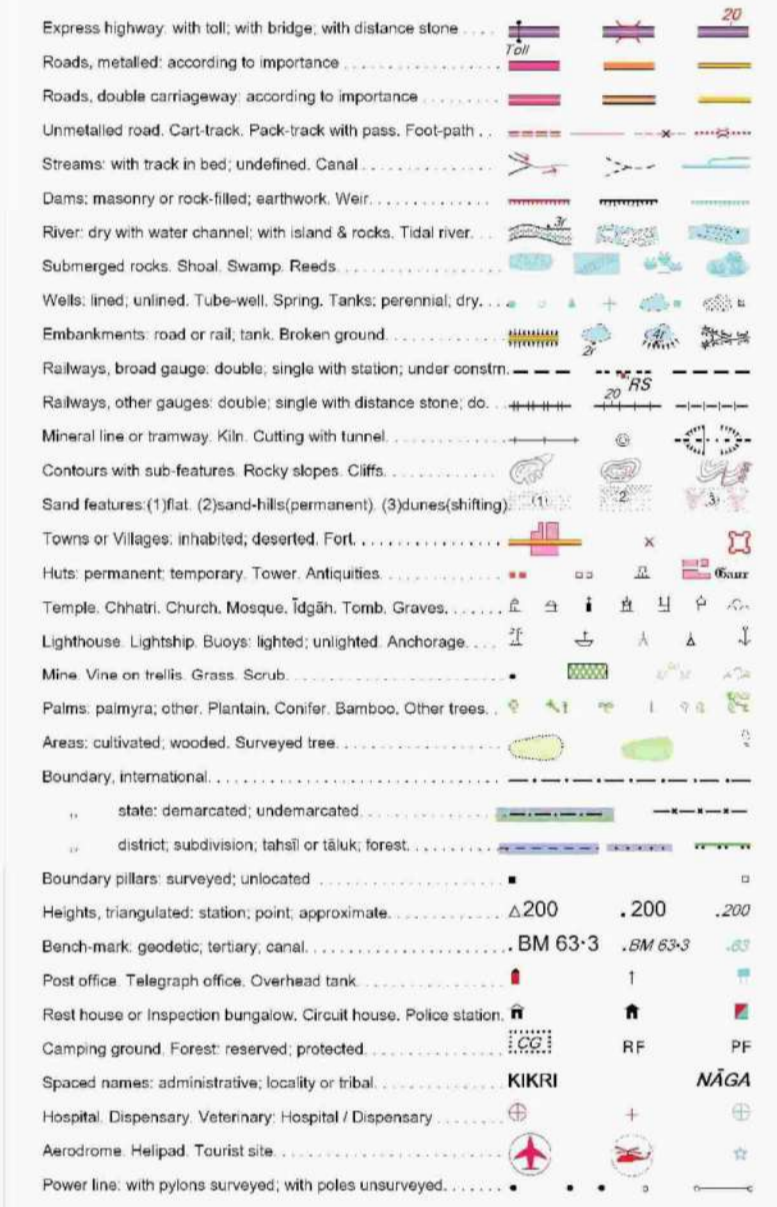 Express highway: with toll; with bridge; with distance stone .... Toll 20
Roads, metalled: according to importance
Roads, double carriageway: according to importance
Unmetalled road. Cart-track. Pack-track with pass. Foot-path ..
Streams: with track in bed; undefined. Canal
Dams: masonry or rock-filled; earthwork. Weir.
River: dry with water channel; with island & rocks. Tidal river. 3r
Submerged rocks. Shoal. Swamp. Reeds
Wells: lined; unlined. Tube-well. Spring. Tanks: perennial; dry.
Embankments: road or rail; tank. Broken ground. 2r 4r
Railways, broad gauge: double; single with station; under constrn. RS
Railways, other gauges: double; single with distance stone; do. 20
Mineral line or tramway. Kiln. Cutting with tunnel.
Contours with sub-features. Rocky slopes. Cliffs.
Sand features:(1)flat. (2)sand-hills(permanent). (3)dunes(shifting). (1) 2 3
Towns or Villages: inhabited; deserted. Fort.
Huts: permanent; temporary. Tower. Antiquities. Gaur
Temple. Chhatri. Church. Mosque. Īdgāh. Tomb. Graves.
Lighthouse. Lightship. Buoys: lighted; unlighted. Anchorage.
Mine. Vine on trellis. Grass. Scrub.
Palms: palmyra; other. Plantain. Conifer. Bamboo. Other trees.
Areas: cultivated; wooded. Surveyed tree.
Boundary, international.
,, state: demarcated; undemarcated.
,, district; subdivision; tahsīl or tāluk; forest.
Boundary pillars: surveyed; unlocated
Heights, triangulated: station; point; approximate. △200 .200 .200
Bench-mark: geodetic; tertiary; canal. .BM 63·3 .BM 63·3 .63
Post office. Telegraph office. Overhead tank
Rest house or Inspection bungalow. Circuit house. Police station.
Camping ground. Forest: reserved; protected. CG RF PF
Spaced names: administrative; locality or tribal. KIKRI NĀGA
Hospital. Dispensary. Veterinary: Hospital / Dispensary
Aerodrome. Helipad. Tourist site.
Power line: with pylons surveyed; with poles unsurveyed.